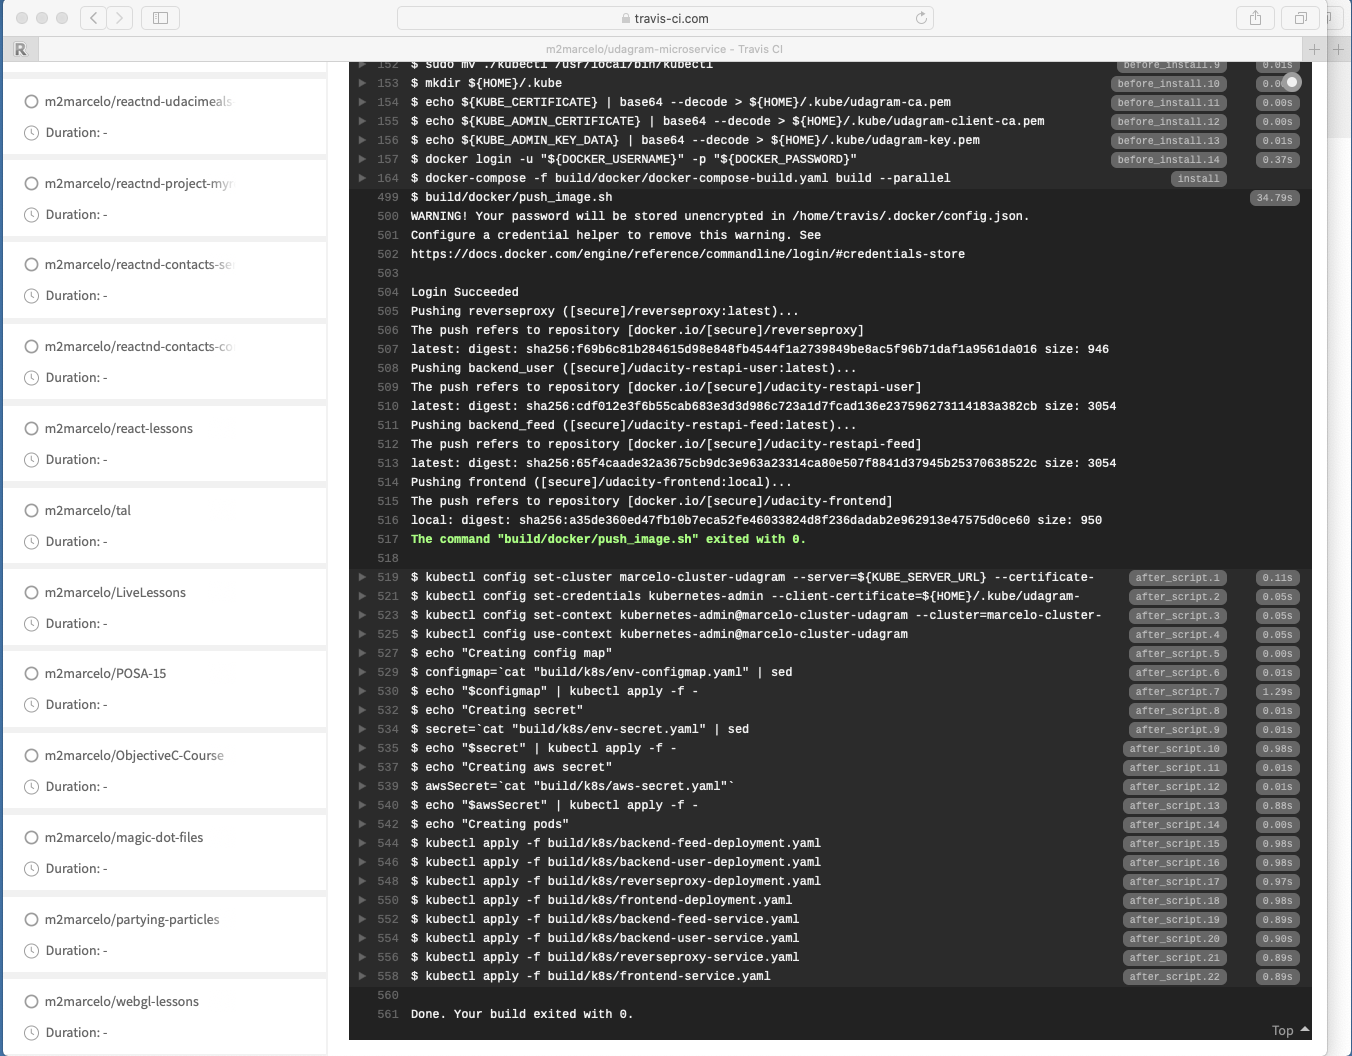 travis-ci.com
R
m2marcelo/udagram-microservice - Travis CI
m2marcelo/reactnd-udacimeals-
Duration: -
m2marcelo/reactnd-project-myr
Duration: -
m2marcelo/reactnd-contacts-se
Duration: -
m2marcelo/reactnd-contacts-co
Duration: -
m2marcelo/react-lessons
Duration: -
m2marcelo/tal
Duration: -
m2marcelo/LiveLessons
Duration: -
m2marcelo/POSA-15
Duration: -
m2marcelo/ObjectiveC-Course
Duration: -
m2marcelo/magic-dot-files
Duration: -
m2marcelo/partying-particles
Duration: -
m2marcelo/webgl-lessons
Duration: -
152 $ sudo mv ./kubectl /usr/local/bin/kubectl before_install.9 0.01s
153 $ mkdir ${HOME}/.kube before_install.10 0.0
154 $ echo ${KUBE_CERTIFICATE} | base64 --decode > ${HOME}/.kube/udagram-ca.pem before_install.11 0.00s
155 $ echo ${KUBE_ADMIN_CERTIFICATE} | base64 --decode > ${HOME}/.kube/udagram-client-ca.pem before_install.12 0.00s
156 $ echo ${KUBE_ADMIN_KEY_DATA} | base64 --decode > ${HOME}/.kube/udagram-key.pem before_install.13 0.01s
157 $ docker login -u "${DOCKER_USERNAME}" -p "${DOCKER_PASSWORD}" before_install.14 0.37s
164 $ docker-compose -f build/docker/docker-compose-build.yaml build --parallel install
499 $ build/docker/push_image.sh 34.79s
500 WARNING! Your password will be stored unencrypted in /home/travis/.docker/config.json.
501 Configure a credential helper to remove this warning. See
502 https://docs.docker.com/engine/reference/commandline/login/#credentials-store
503
504 Login Succeeded
505 Pushing reverseproxy ([secure]/reverseproxy:latest)...
506 The push refers to repository [docker.io/[secure]/reverseproxy]
507 latest: digest: sha256:f69b6c81b284615d98e848fb4544f1a2739849be8ac5f96b71daf1a9561da016 size: 946
508 Pushing backend_user ([secure]/udacity-restapi-user:latest)...
509 The push refers to repository [docker.io/[secure]/udacity-restapi-user]
510 latest: digest: sha256:cdf012e3f6b55cab683e3d3d986c723a1d7fcad136e237596273114183a382cb size: 3054
511 Pushing backend_feed ([secure]/udacity-restapi-feed:latest)...
512 The push refers to repository [docker.io/[secure]/udacity-restapi-feed]
513 latest: digest: sha256:65f4caade32a3675cb9dc3e963a23314ca80e507f8841d37945b25370638522c size: 3054
514 Pushing frontend ([secure]/udacity-frontend:local)...
515 The push refers to repository [docker.io/[secure]/udacity-frontend]
516 local: digest: sha256:a35de360ed47fb10b7eca52fe46033824d8f236dadab2e962913e47575d0ce60 size: 950
517 The command "build/docker/push_image.sh" exited with 0.
518
519 $ kubectl config set-cluster marcelo-cluster-udagram --server=${KUBE_SERVER_URL} --certificate- after_script.1 0.11s
521 $ kubectl config set-credentials kubernetes-admin --client-certificate=${HOME}/.kube/udagram- after_script.2 0.05s
523 $ kubectl config set-context kubernetes-admin@marcelo-cluster-udagram --cluster=marcelo-cluster- after_script.3 0.05s
525 $ kubectl config use-context kubernetes-admin@marcelo-cluster-udagram after_script.4 0.05s
527 $ echo "Creating config map" after_script.5 0.00s
529 $ configmap=`cat "build/k8s/env-configmap.yaml" | sed after_script.6 0.01s
530 $ echo "$configmap" | kubectl apply -f - after_script.7 1.29s
532 $ echo "Creating secret" after_script.8 0.01s
534 $ secret=`cat "build/k8s/env-secret.yaml" | sed after_script.9 0.01s
535 $ echo "$secret" | kubectl apply -f - after_script.10 0.98s
537 $ echo "Creating aws secret" after_script.11 0.01s
539 $ awsSecret=`cat "build/k8s/aws-secret.yaml"` after_script.12 0.01s
540 $ echo "$awsSecret" | kubectl apply -f - after_script.13 0.88s
542 $ echo "Creating pods" after_script.14 0.00s
544 $ kubectl apply -f build/k8s/backend-feed-deployment.yaml after_script.15 0.98s
546 $ kubectl apply -f build/k8s/backend-user-deployment.yaml after_script.16 0.98s
548 $ kubectl apply -f build/k8s/reverseproxy-deployment.yaml after_script.17 0.97s
550 $ kubectl apply -f build/k8s/frontend-deployment.yaml after_script.18 0.98s
552 $ kubectl apply -f build/k8s/backend-feed-service.yaml after_script.19 0.89s
554 $ kubectl apply -f build/k8s/backend-user-service.yaml after_script.20 0.90s
556 $ kubectl apply -f build/k8s/reverseproxy-service.yaml after_script.21 0.89s
558 $ kubectl apply -f build/k8s/frontend-service.yaml after_script.22 0.89s
560
561 Done. Your build exited with 0.
Top